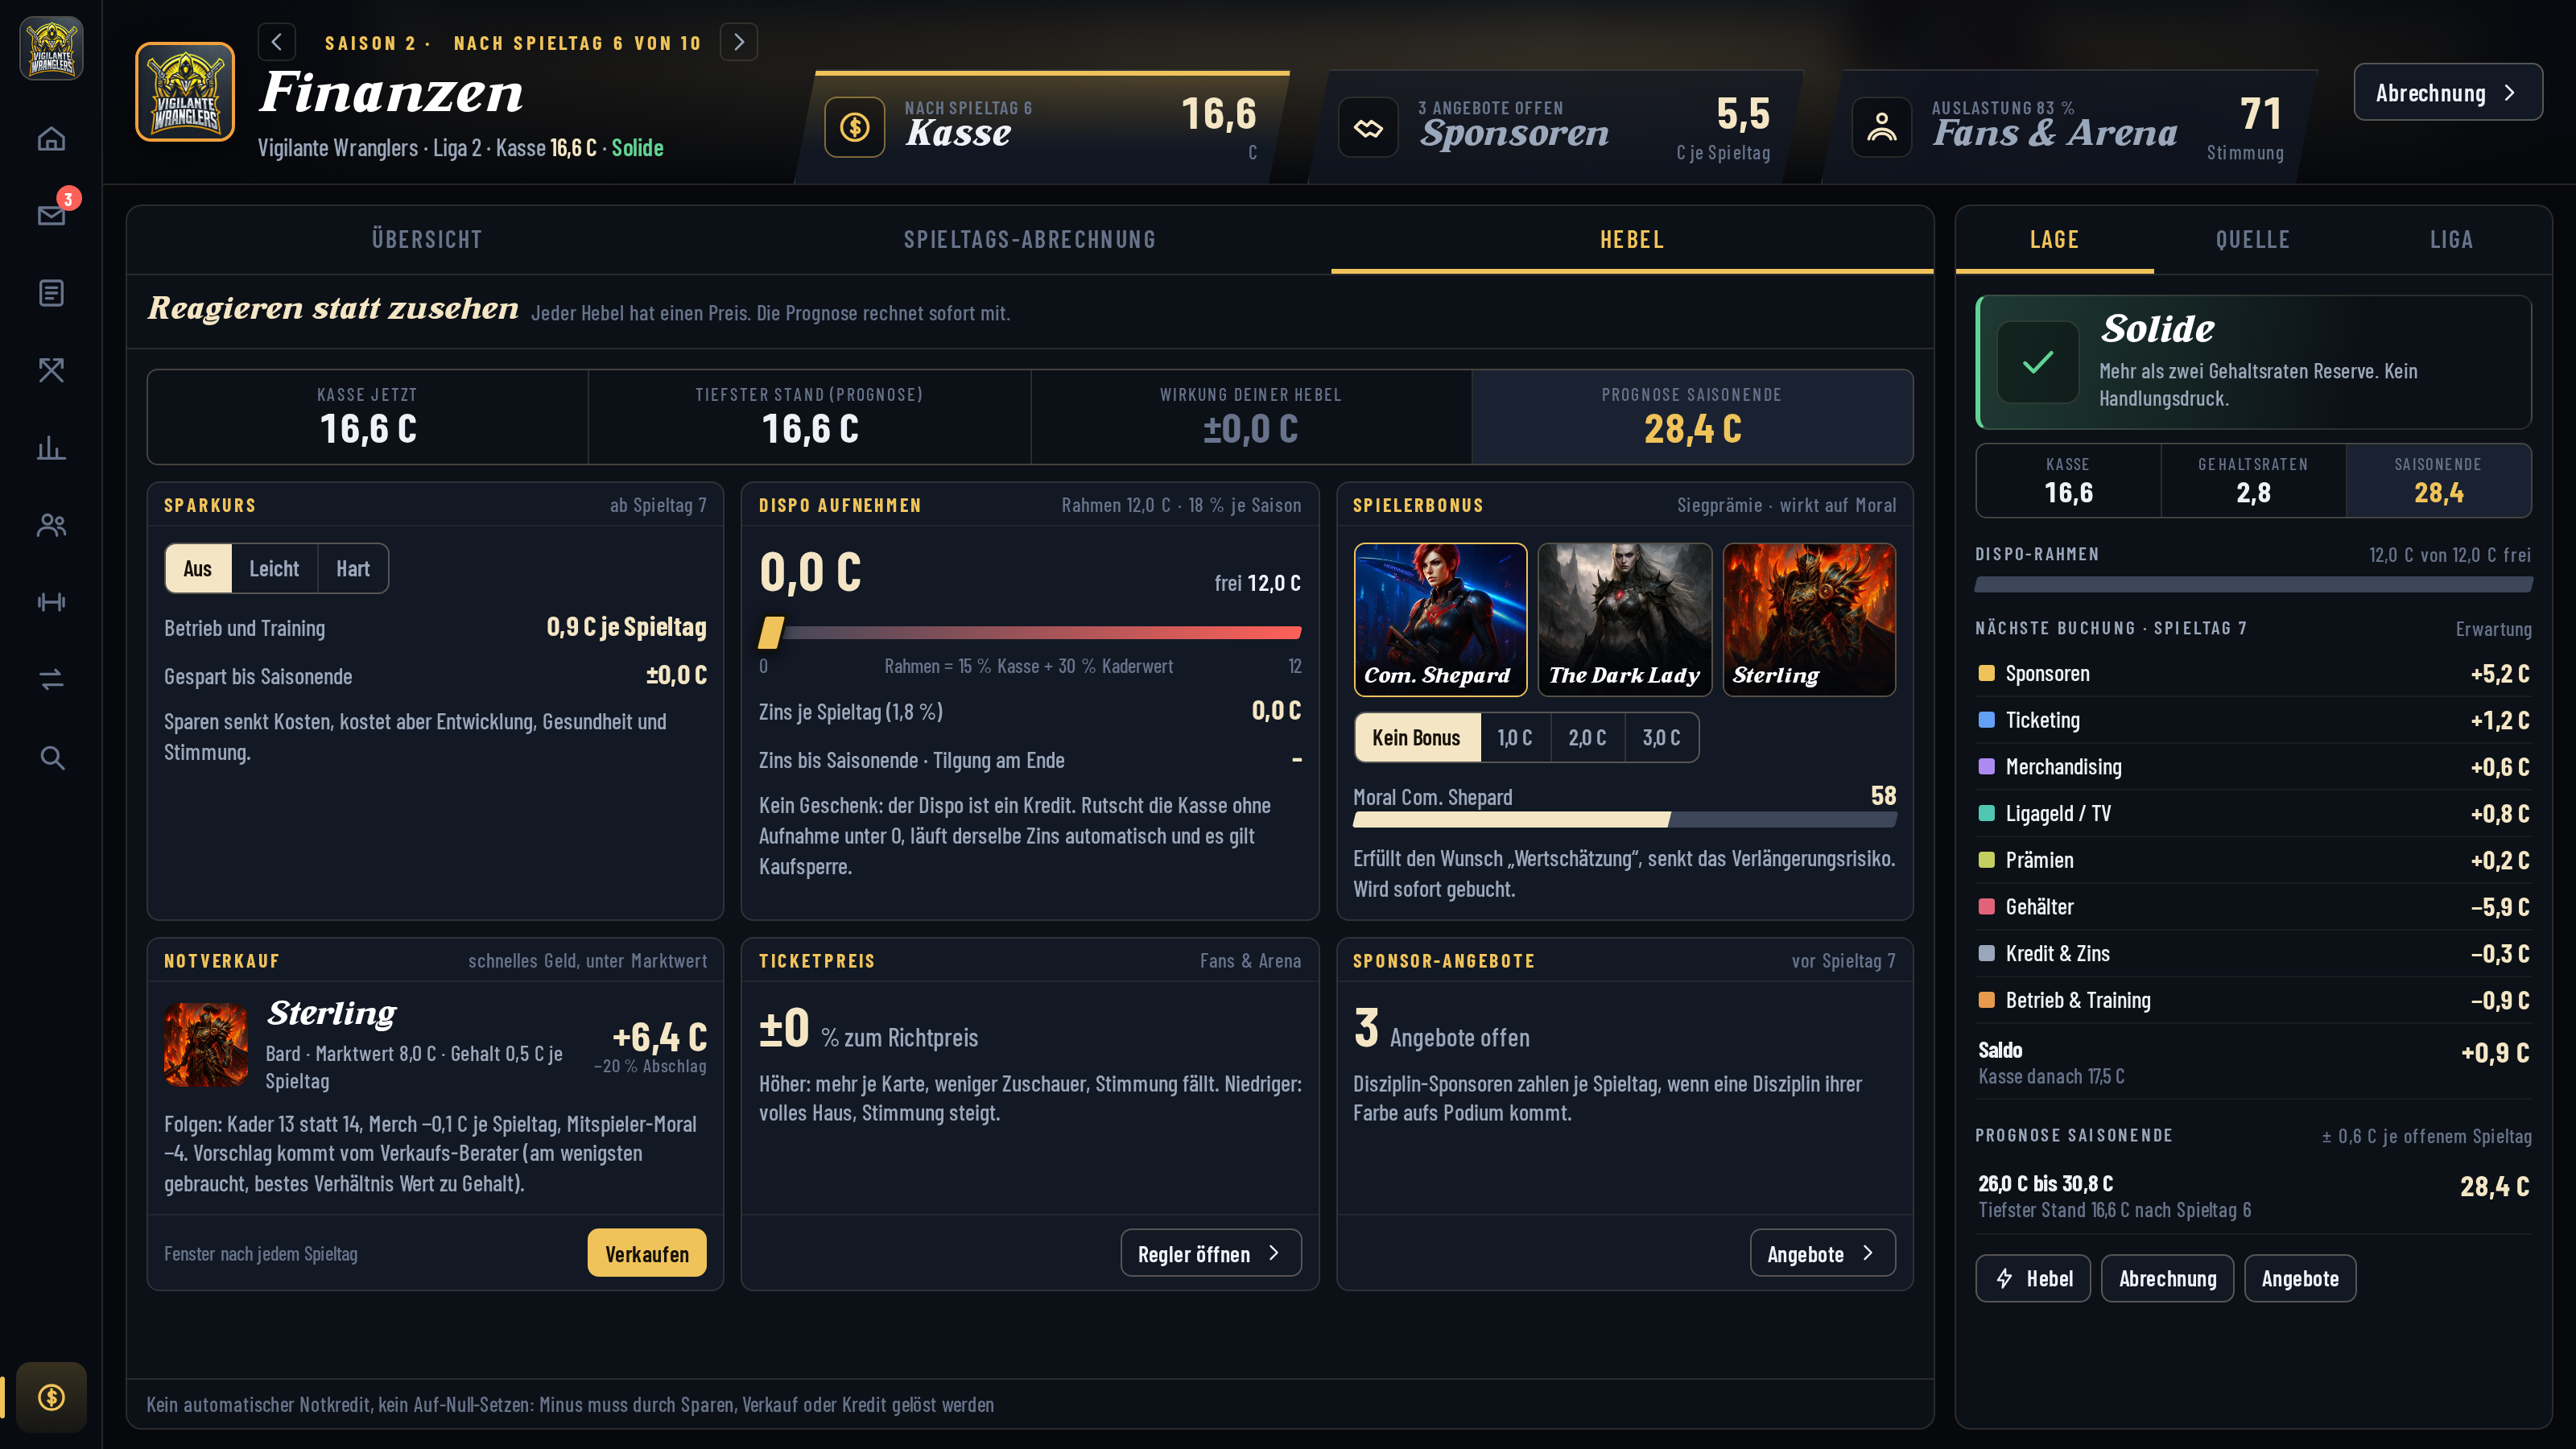 VIGILANTE
WRANGLERS
3
VIGILANTE
WRANGLERS
SAISON 2 · NACH SPIELTAG 6 VON 10
Finanzen
Vigilante Wranglers · Liga 2 · Kasse 16,6 C · Solide
NACH SPIELTAG 6
Kasse
16,6
C
3 ANGEBOTE OFFEN
Sponsoren
5,5
C je Spieltag
AUSLASTUNG 83 %
Fans & Arena
71
Stimmung
Abrechnung
ÜBERSICHT
SPIELTAGS-ABRECHNUNG
HEBEL
Reagieren statt zusehen Jeder Hebel hat einen Preis. Die Prognose rechnet sofort mit.
KASSE JETZT
16,6 C
TIEFSTER STAND (PROGNOSE)
16,6 C
WIRKUNG DEINER HEBEL
±0,0 C
PROGNOSE SAISONENDE
28,4 C
SPARKURS ab Spieltag 7
Aus Leicht Hart
Betrieb und Training 0,9 C je Spieltag
Gespart bis Saisonende ±0,0 C
Sparen senkt Kosten, kostet aber Entwicklung, Gesundheit und
Stimmung.
DISPO AUFNEHMEN Rahmen 12,0 C · 18 % je Saison
0,0 C frei 12,0 C
0 Rahmen = 15 % Kasse + 30 % Kaderwert 12
Zins je Spieltag (1,8 %) 0,0 C
Zins bis Saisonende · Tilgung am Ende –
Kein Geschenk: der Dispo ist ein Kredit. Rutscht die Kasse ohne
Aufnahme unter 0, läuft derselbe Zins automatisch und es gilt
Kaufsperre.
SPIELERBONUS Siegprämie · wirkt auf Moral
Com. Shepard The Dark Lady Sterling
Kein Bonus 1,0 C 2,0 C 3,0 C
Moral Com. Shepard 58
Erfüllt den Wunsch „Wertschätzung“, senkt das Verlängerungsrisiko.
Wird sofort gebucht.
NOTVERKAUF schnelles Geld, unter Marktwert
Sterling
Bard · Marktwert 8,0 C · Gehalt 0,5 C je
Spieltag
+6,4 C
−20 % Abschlag
Folgen: Kader 13 statt 14, Merch −0,1 C je Spieltag, Mitspieler-Moral
−4. Vorschlag kommt vom Verkaufs-Berater (am wenigsten
gebraucht, bestes Verhältnis Wert zu Gehalt).
Fenster nach jedem Spieltag Verkaufen
TICKETPREIS Fans & Arena
±0 % zum Richtpreis
Höher: mehr je Karte, weniger Zuschauer, Stimmung fällt. Niedriger:
volles Haus, Stimmung steigt.
Regler öffnen
SPONSOR-ANGEBOTE vor Spieltag 7
3 Angebote offen
Disziplin-Sponsoren zahlen je Spieltag, wenn eine Disziplin ihrer
Farbe aufs Podium kommt.
Angebote
Kein automatischer Notkredit, kein Auf-Null-Setzen: Minus muss durch Sparen, Verkauf oder Kredit gelöst werden
LAGE QUELLE LIGA
Solide
Mehr als zwei Gehaltsraten Reserve. Kein
Handlungsdruck.
KASSE
16,6
GEHALTSRATEN
2,8
SAISONENDE
28,4
DISPO-RAHMEN 12,0 C von 12,0 C frei
NÄCHSTE BUCHUNG · SPIELTAG 7 Erwartung
Sponsoren +5,2 C
Ticketing +1,2 C
Merchandising +0,6 C
Ligageld / TV +0,8 C
Prämien +0,2 C
Gehälter −5,9 C
Kredit & Zins −0,3 C
Betrieb & Training −0,9 C
Saldo +0,9 C
Kasse danach 17,5 C
PROGNOSE SAISONENDE ± 0,6 C je offenem Spieltag
26,0 C bis 30,8 C 28,4 C
Tiefster Stand 16,6 C nach Spieltag 6
Hebel Abrechnung Angebote